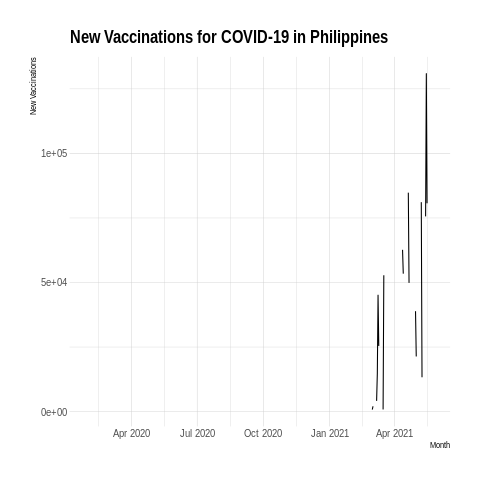 New Vaccinations for COVID-19 in Philippines
New Vaccinations
1e+05
5e+04
0e+00
Apr 2020 Jul 2020 Oct 2020 Jan 2021 Apr 2021
Month